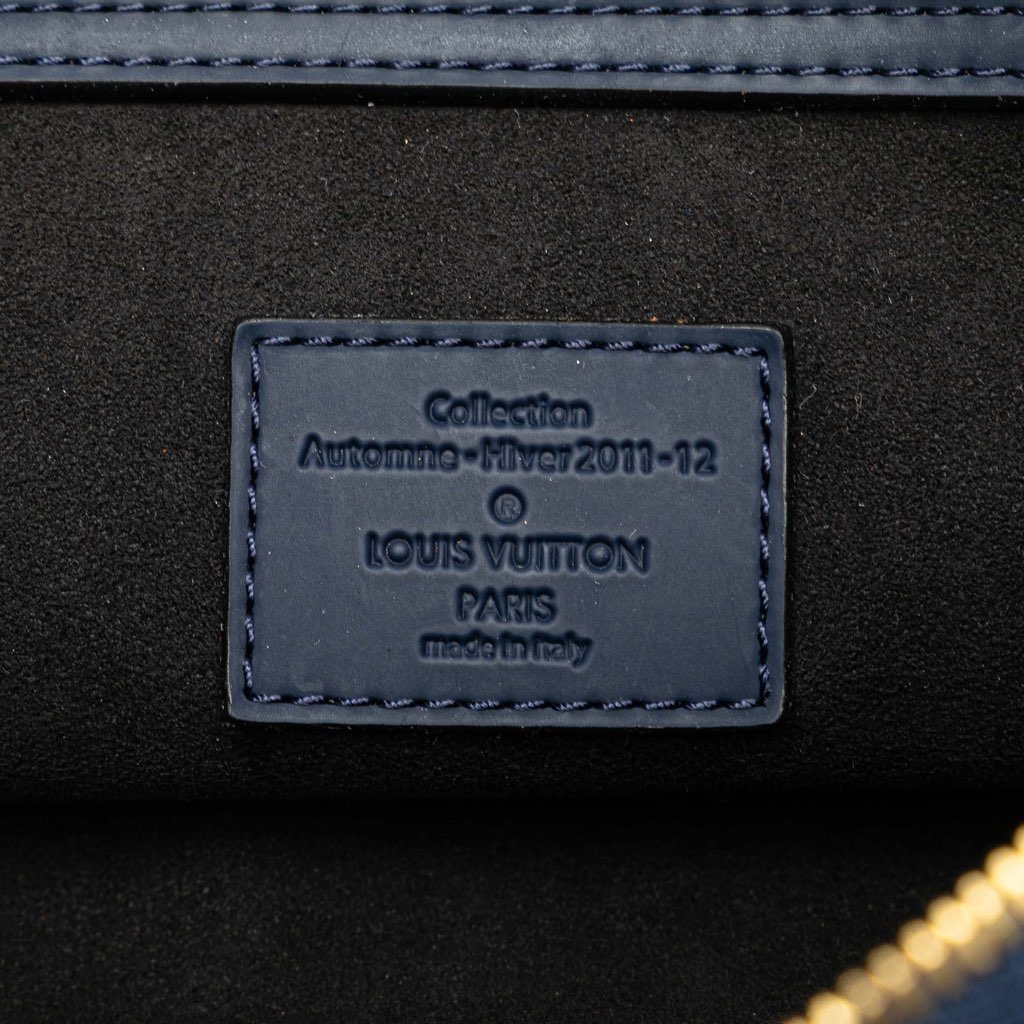 Collection
Automne-Hiver 2011-12
®
LOUIS VUITTON
PARIS
made in Italy